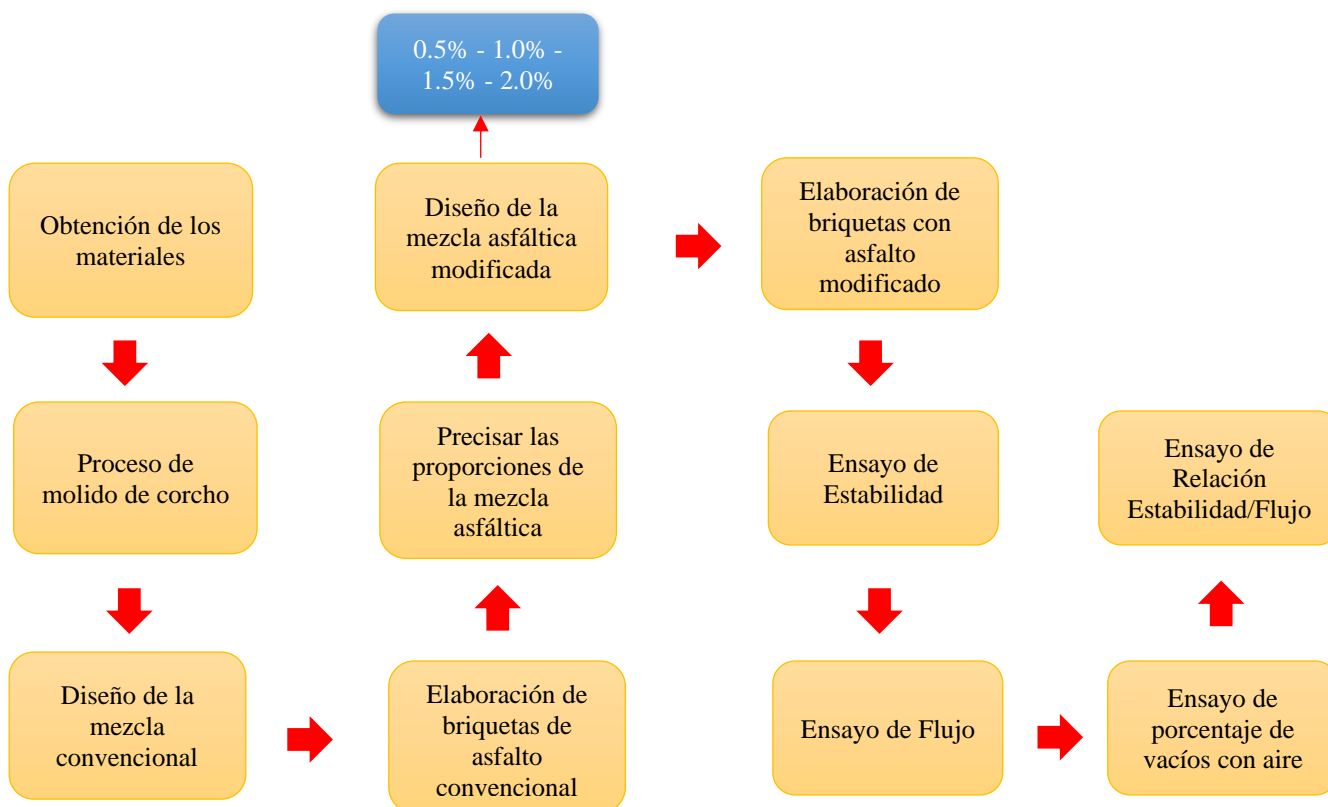 Obtención de los
materiales
Proceso de
molido de corcho
Diseño de la
mezcla
convencional
Elaboración de
briquetas de
asfalto
convencional
Precisar las
proporciones de
la mezcla
asfáltica
Diseño de la
mezcla asfáltica
modificada
0.5% - 1.0% -
1.5% - 2.0%
Elaboración de
briquetas con
asfalto
modificado
Ensayo de
Estabilidad
Ensayo de Flujo
Ensayo de
porcentaje de
vacíos con aire
Ensayo de
Relación
Estabilidad/Flujo